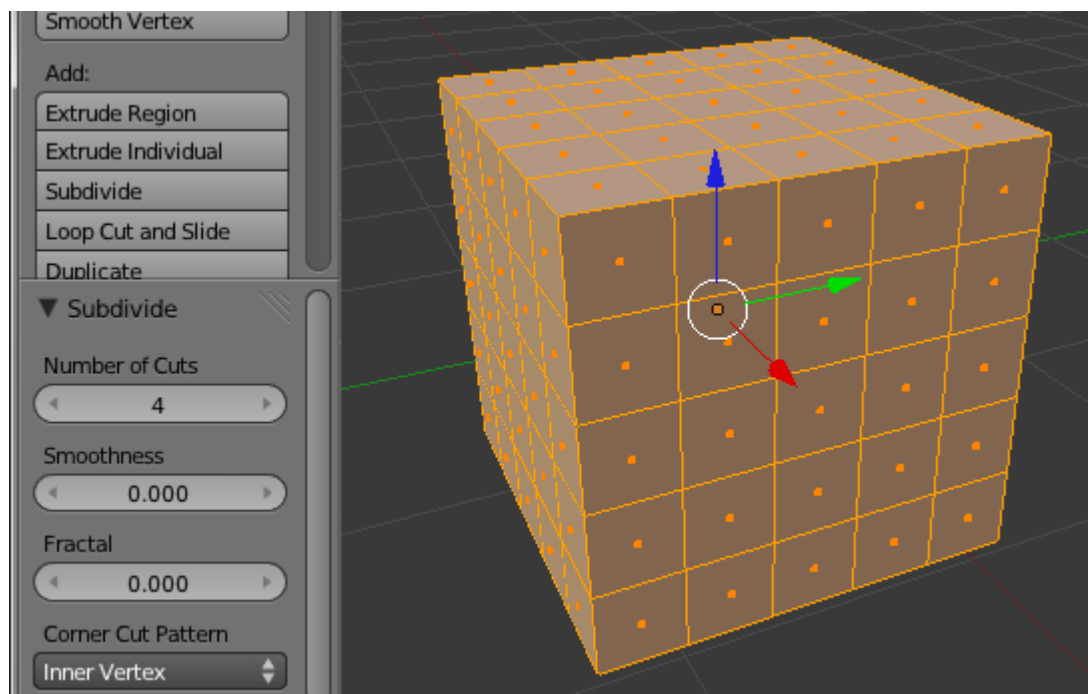 Smooth Vertex
Add:
Extrude Region
Extrude Individual
Subdivide
Loop Cut and Slide
Duplicate
Subdivide
Number of Cuts
4
Smoothness
0.000
Fractal
0.000
Corner Cut Pattern
Inner Vertex